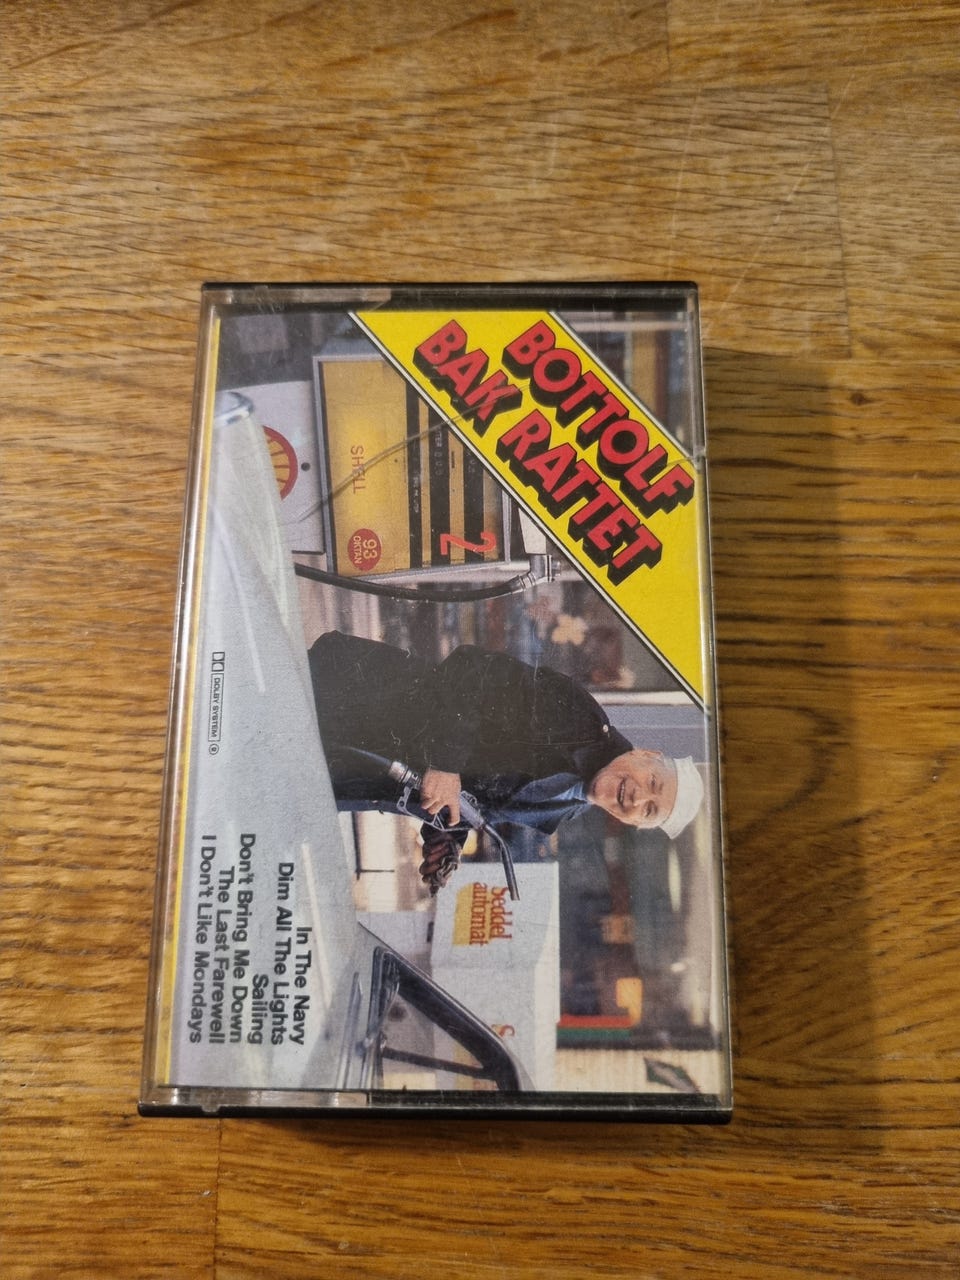 BOTTOLF
BAK RATTET
2
SHELL
93
OKTAN
Seddel
automat
S
In The Navy
Dim All The Lights
Sailing
Don't Bring Me Down
The Last Farewell
I Don't Like Mondays
DOLBY SYSTEM ®